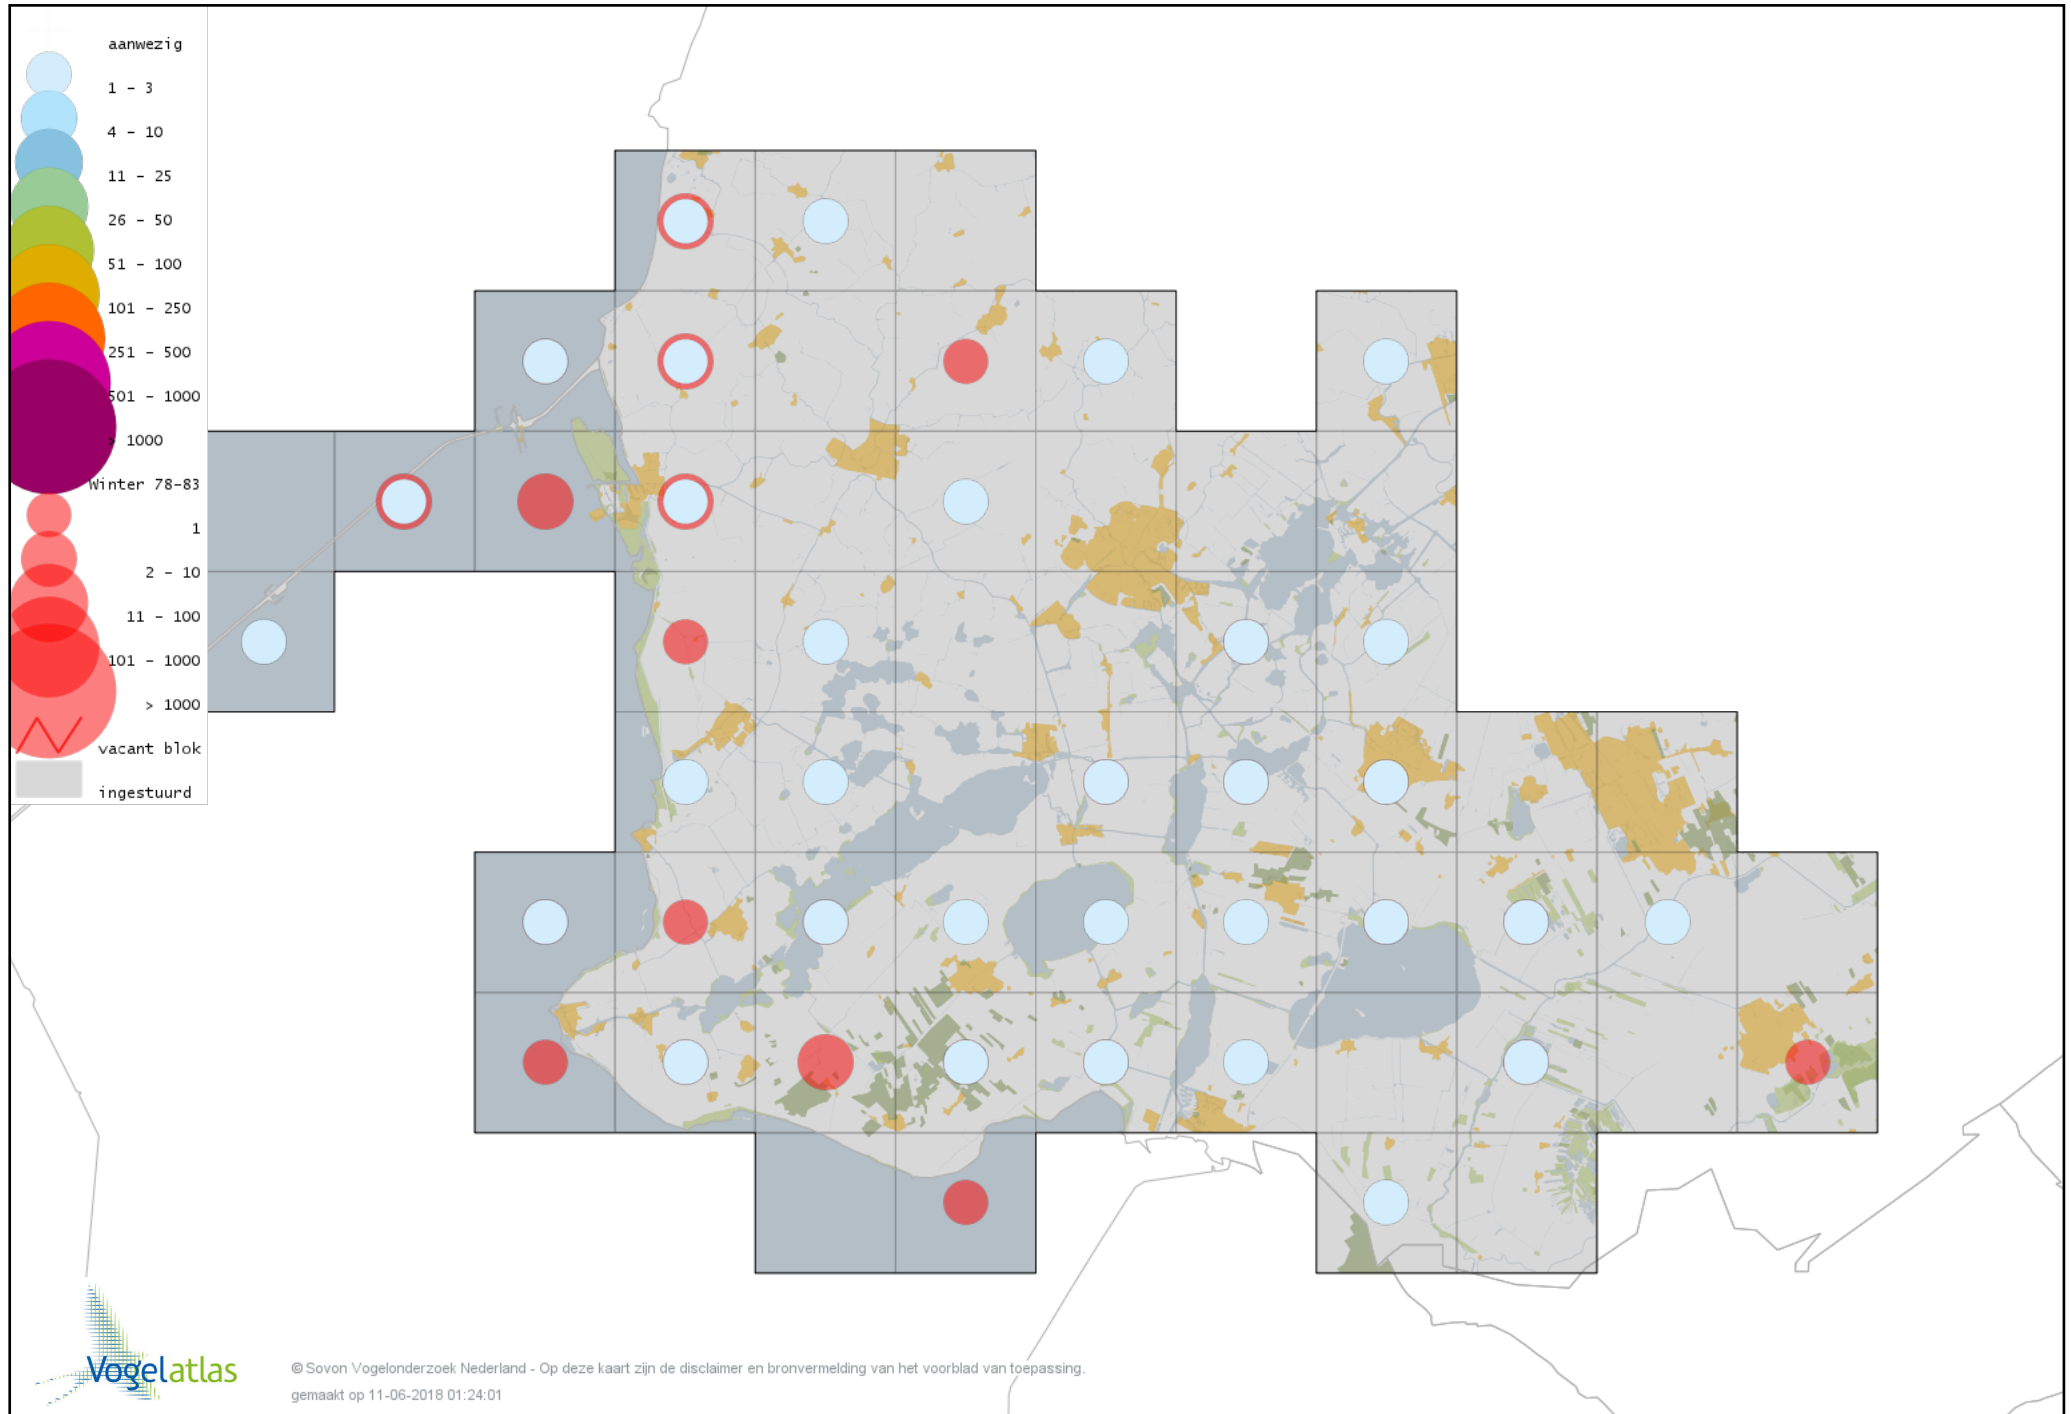 aanwezig
1 - 3
4 - 10
11 - 25
26 - 50
51 - 100
101 - 250
251 - 500
501 - 1000
> 1000
Winter 78-83
1
2 - 10
11 - 100
101 - 1000
> 1000
vacant blok
ingestuurd
Vogelatlas
© Sovon Vogelonderzoek Nederland - Op deze kaart zijn de disclaimer en bronvermelding van het voorblad van toepassing.
gemaakt op 11-06-2018 01:24:01